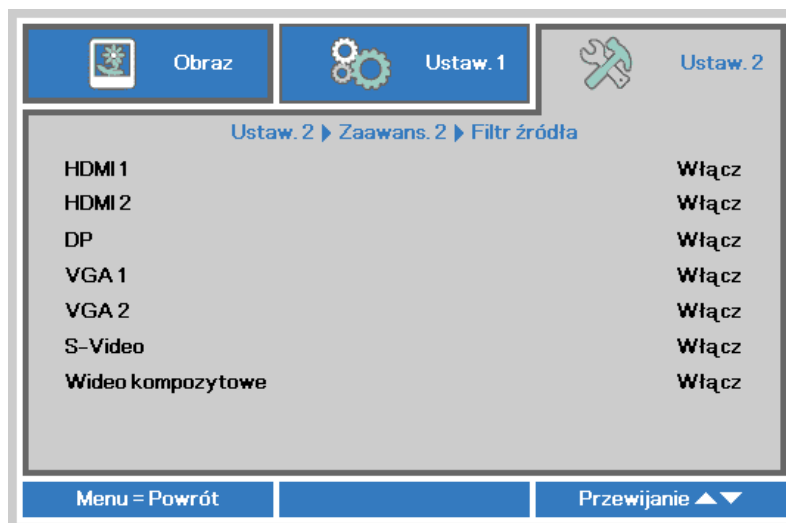 Obraz
Ustaw. 1
Ustaw. 2
Ustaw. 2 ▶ Zaawans. 2 ▶ Filtr źródła
HDMI 1 Włącz
HDMI 2 Włącz
DP Włącz
VGA 1 Włącz
VGA 2 Włącz
S-Video Włącz
Wideo kompozytowe Włącz
Menu = Powrót
Przewijanie ▲▼